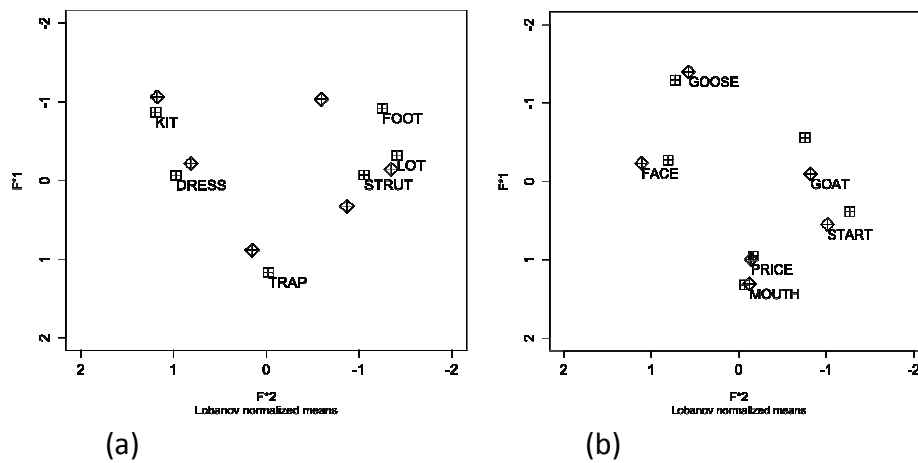 -2
-1
0
1
2
F*1
KIT
FOOT
LOT
DRESS
STRUT
TRAP
2
1
0
-1
-2
F*2
Lobanov normalized means
(a)
-2
-1
0
1
2
F*1
GOOSE
FACE
GOAT
START
PRICE
MOUTH
2
1
0
-1
-2
F*2
Lobanov normalized means
(b)